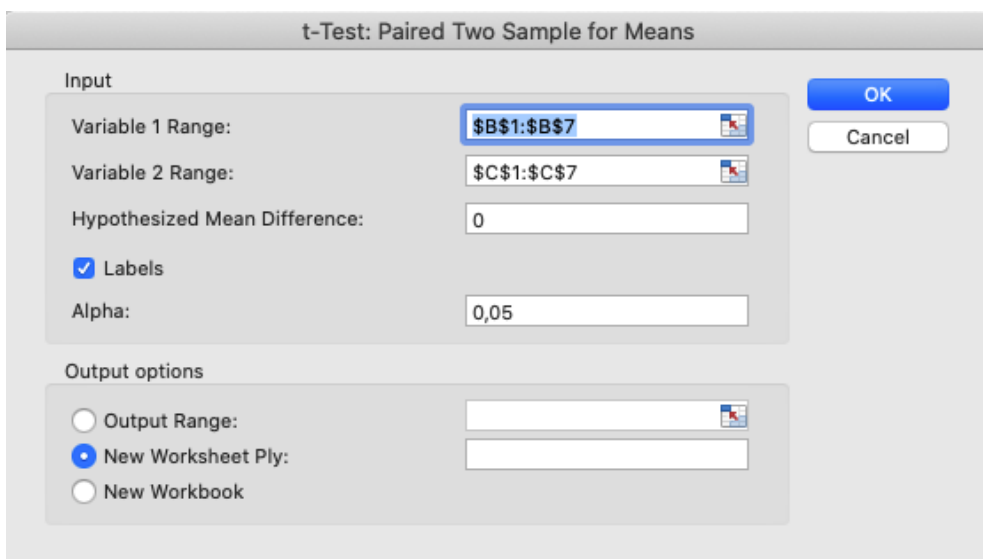 t-Test: Paired Two Sample for Means
Input
Variable 1 Range:
$B$1:$B$7
OK
Variable 2 Range:
$C$1:$C$7
Cancel
Hypothesized Mean Difference:
0
Labels
Alpha:
0,05
Output options
Output Range:
New Worksheet Ply:
New Workbook